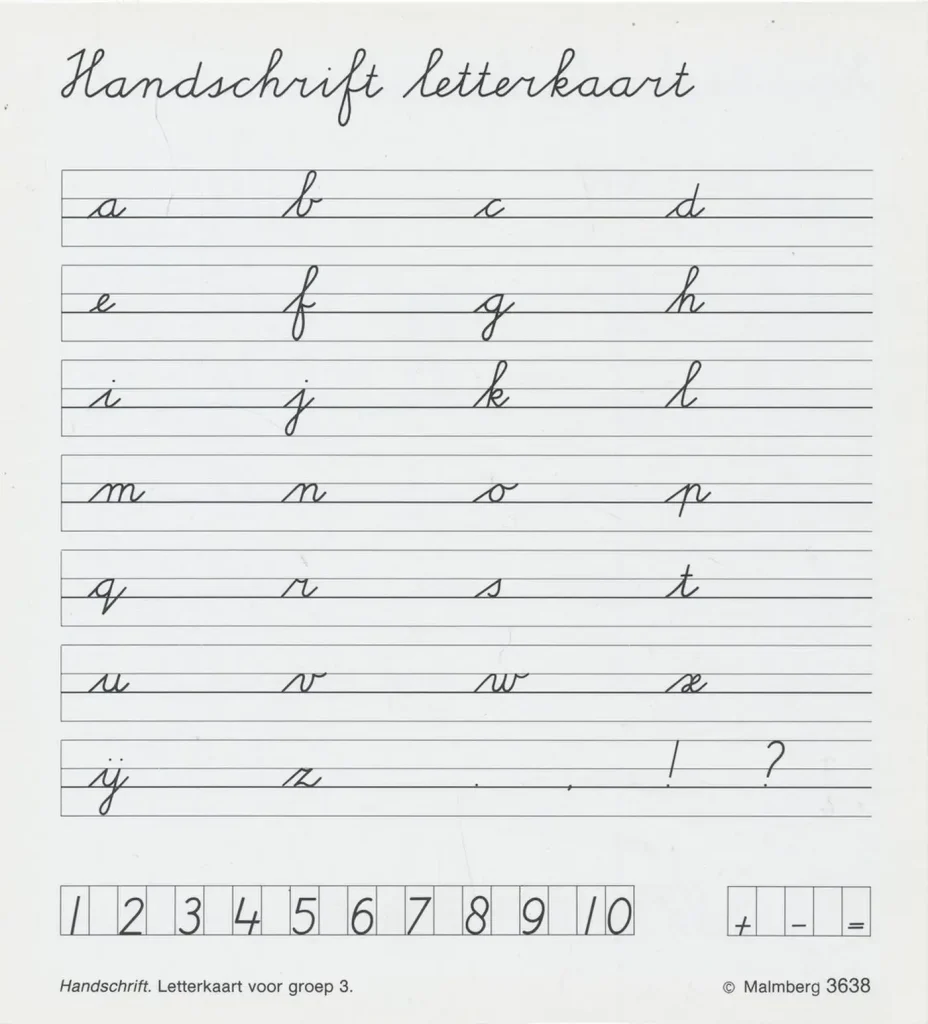 Handschrift letterkaart
a b c d
e f g h
i j k l
m n o p
q r s t
u v w x
ij z . , ! ?
1 2 3 4 5 6 7 8 9 10 + - =
Handschrift. Letterkaart voor groep 3. © Malmberg 3638